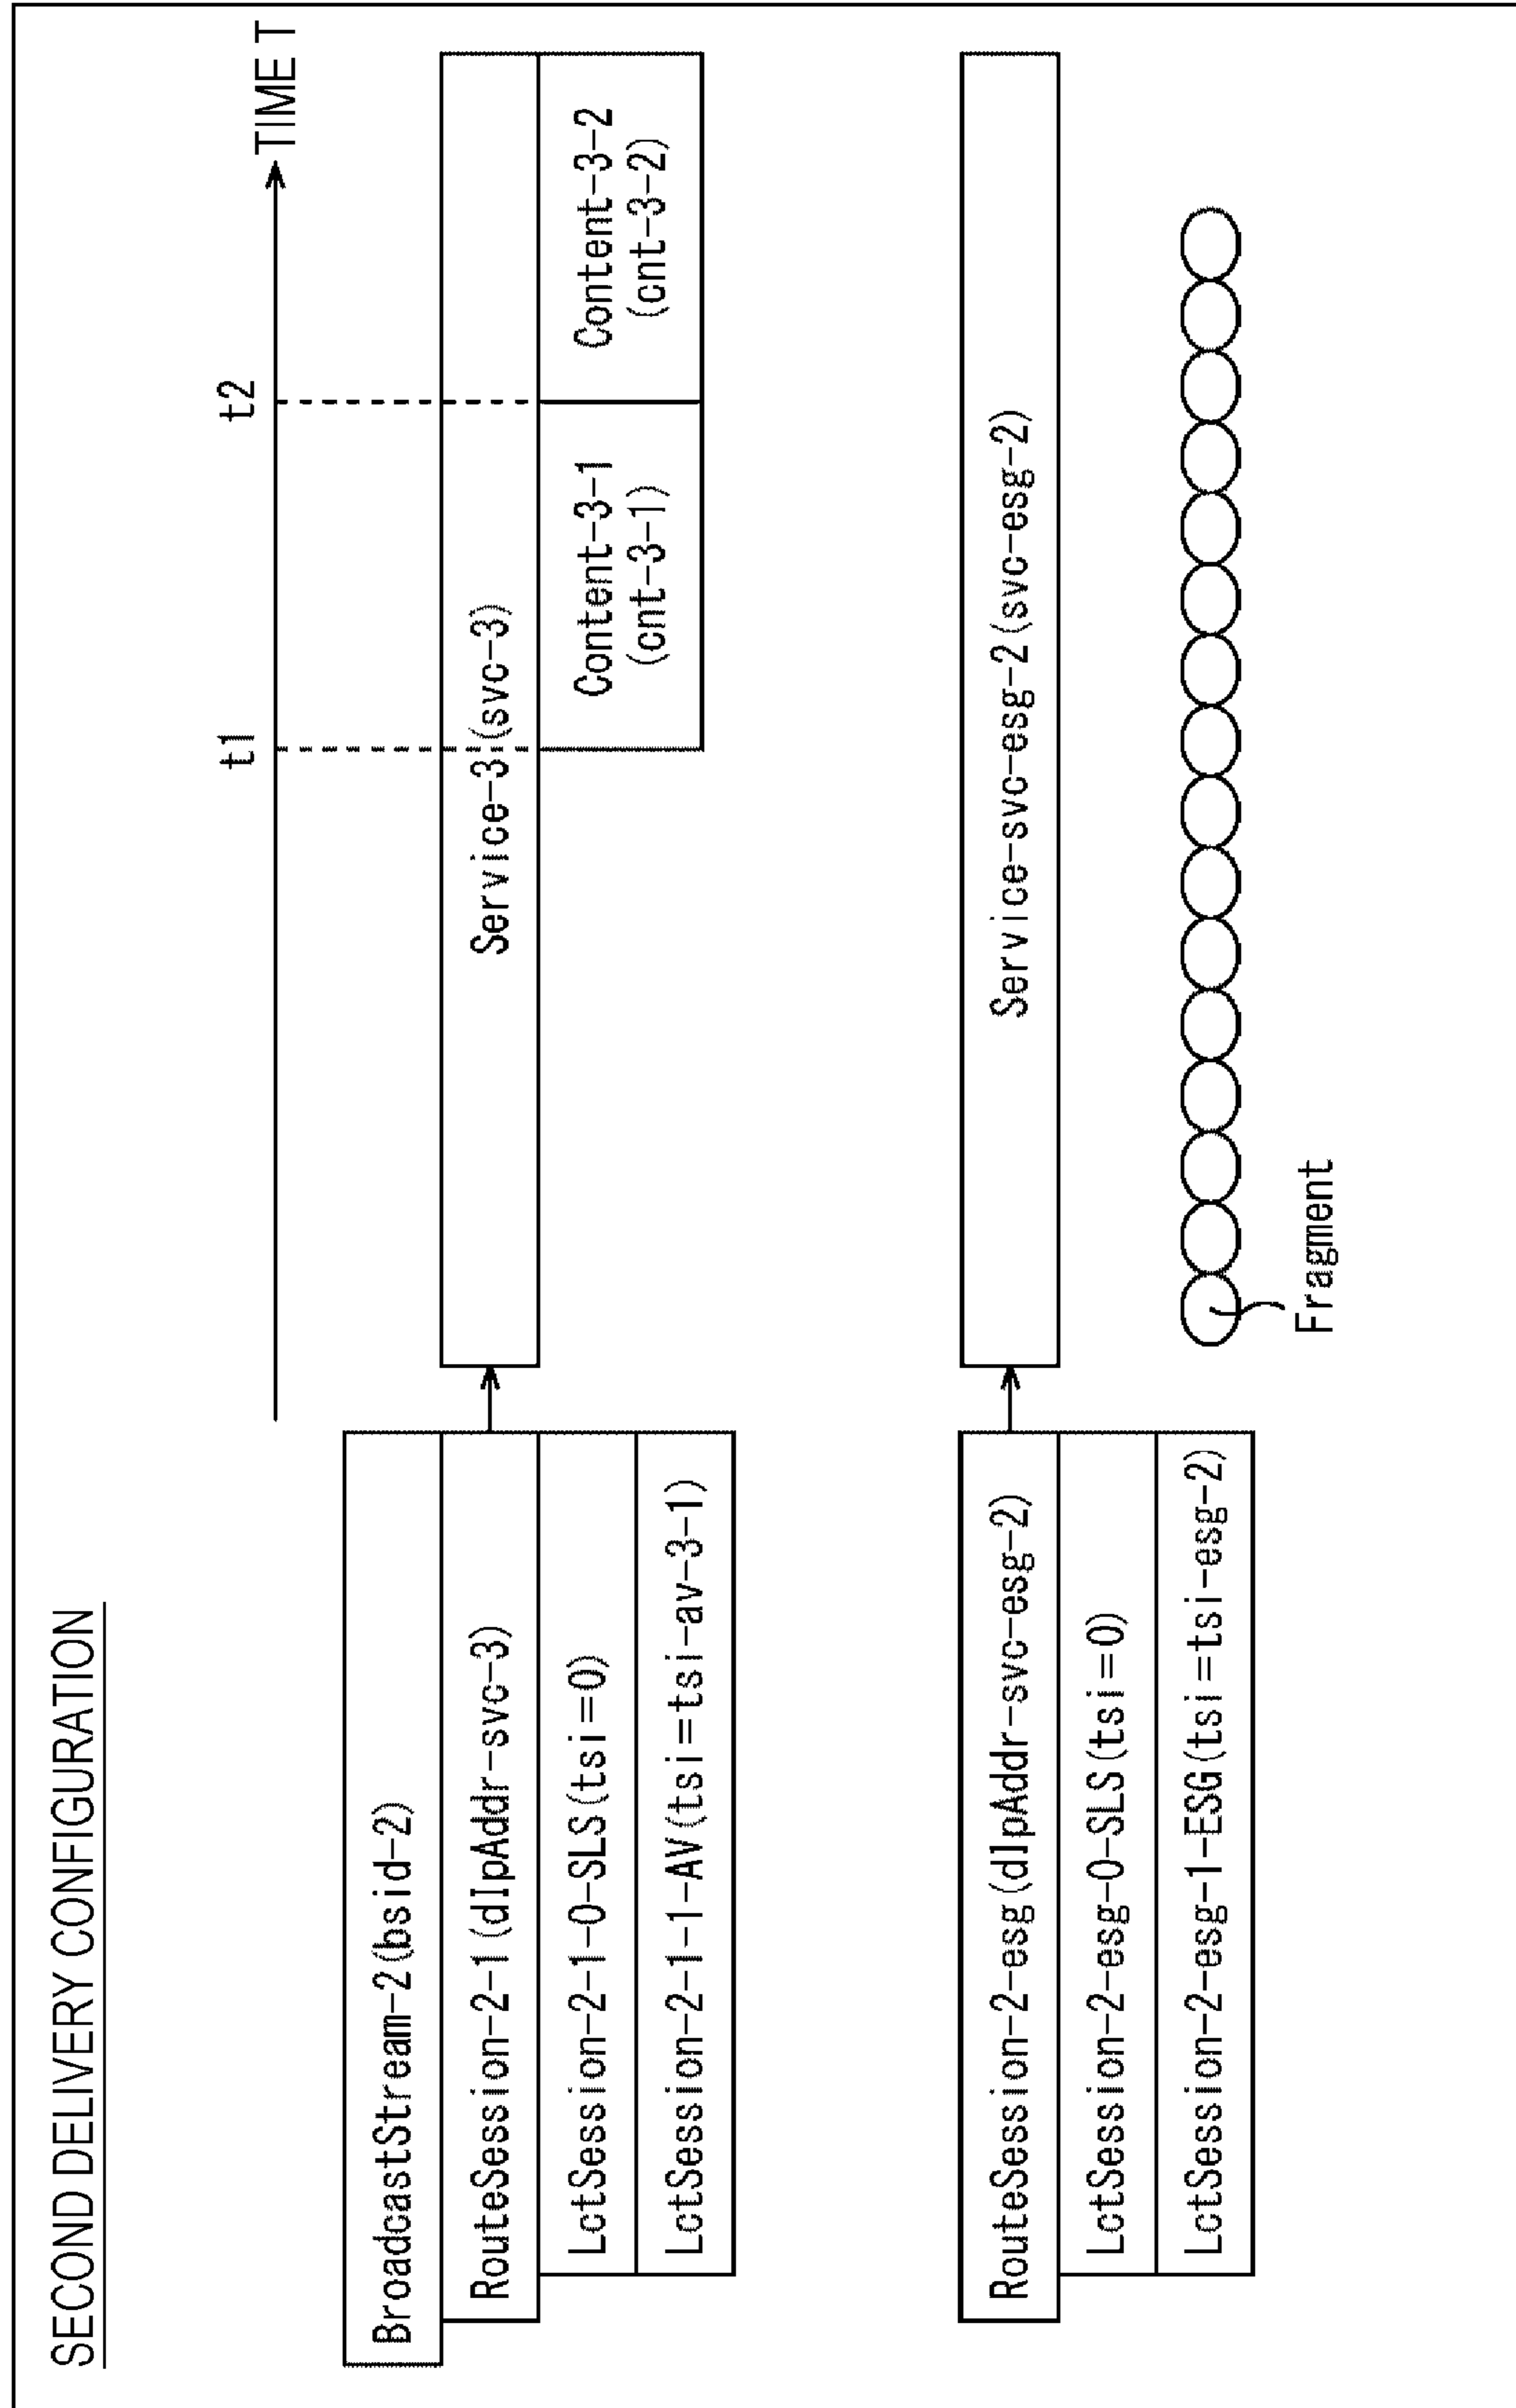 SECOND DELIVERY CONFIGURATION
t1
t2
TIME T
BroadcastStream-2(bsid-2)
RouteSession-2-1(dIpAddr-svc-3)
Service-3(svc-3)
LctSession-2-1-0-SLS(tsi=0)
LctSession-2-1-1-AV(tsi=tsi-av-3-1)
Content-3-1
(cnt-3-1)
Content-3-2
(cnt-3-2)
RouteSession-2-esg(dIpAddr-svc-esg-2)
Service-svc-esg-2(svc-esg-2)
LctSession-2-esg-0-SLS(tsi=0)
LctSession-2-esg-1-ESG(tsi=tsi-esg-2)
Fragment